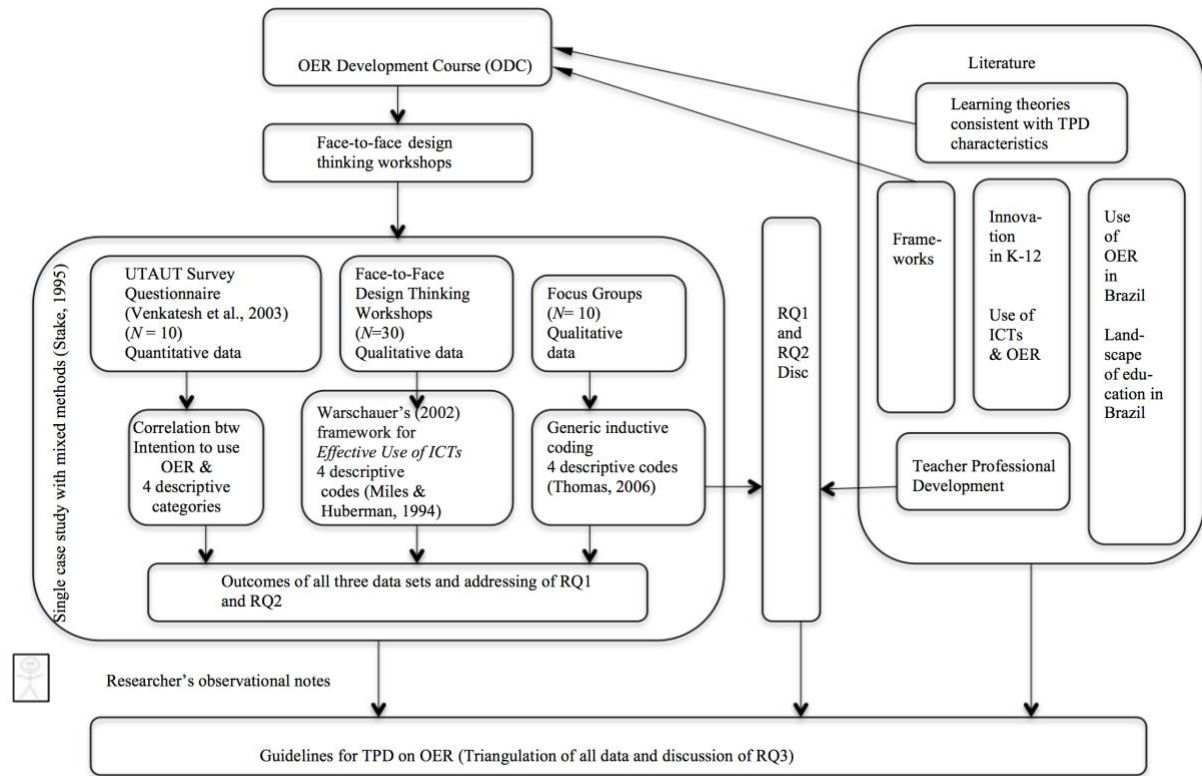 OER Development Course (ODC)
Face-to-face design
thinking workshops
Single case study with mixed methods (Stake, 1995)
UTAUT Survey
Questionnaire
(Venkatesh et al., 2003)
(N = 10)
Quantitative data
Face-to-Face
Design Thinking
Workshops
(N=30)
Qualitative data
Focus Groups
(N= 10)
Qualitative
data
Correlation btw
Intention to use
OER &
4 descriptive
categories
Warschauer's (2002)
framework for
Effective Use of ICTs
4 descriptive
codes (Miles &
Huberman, 1994)
Generic inductive
coding
4 descriptive codes
(Thomas, 2006)
Outcomes of all three data sets and addressing of RQ1
and RQ2
RQ1
and
RQ2
Disc
Literature
Learning theories
consistent with TPD
characteristics
Frame-
works
Innova-
tion
in K-12
Use of
ICTs
& OER
Use
of
OER
in
Brazil
Land-
scape
of edu-
cation in
Brazil
Teacher Professional
Development
Researcher's observational notes
Guidelines for TPD on OER (Triangulation of all data and discussion of RQ3)